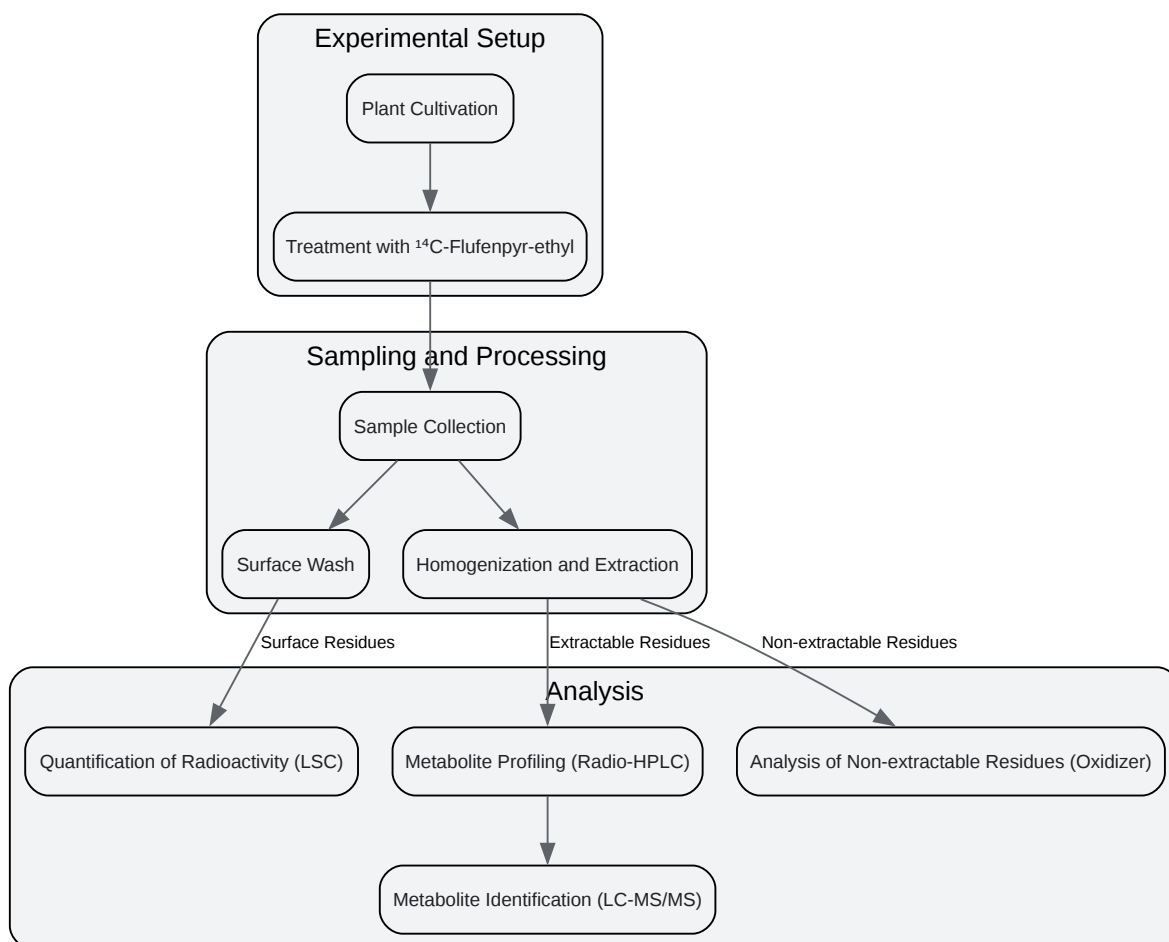 Experimental Setup
Plant Cultivation
Treatment with ¹⁴C-Flufenpyr-ethyl
Sampling and Processing
Sample Collection
Surface Wash
Homogenization and Extraction
Surface Residues
Extractable Residues
Non-extractable Residues
Analysis
Quantification of Radioactivity (LSC)
Metabolite Profiling (Radio-HPLC)
Analysis of Non-extractable Residues (Oxidizer)
Metabolite Identification (LC-MS/MS)